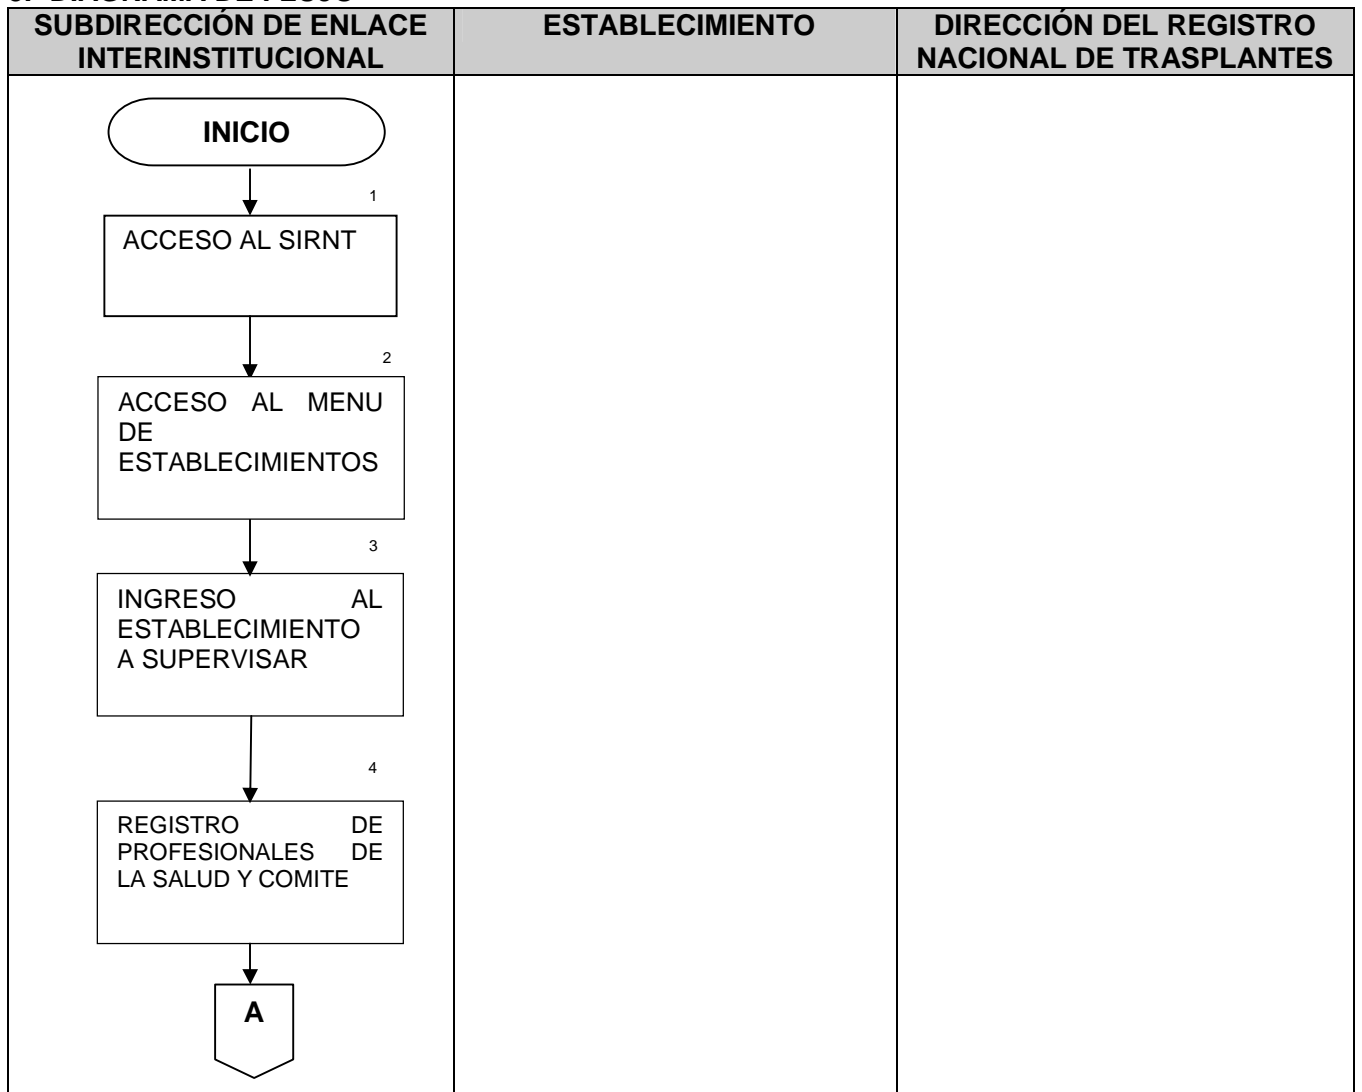 SUBDIRECCIÓN DE ENLACE
INTERINSTITUCIONAL
ESTABLECIMIENTO
DIRECCIÓN DEL REGISTRO
NACIONAL DE TRASPLANTES
INICIO
1
ACCESO AL SIRNT
2
ACCESO AL MENU
DE
ESTABLECIMIENTOS
3
INGRESO AL
ESTABLECIMIENTO
A SUPERVISAR
4
REGISTRO DE
PROFESIONALES DE
LA SALUD Y COMITE
A